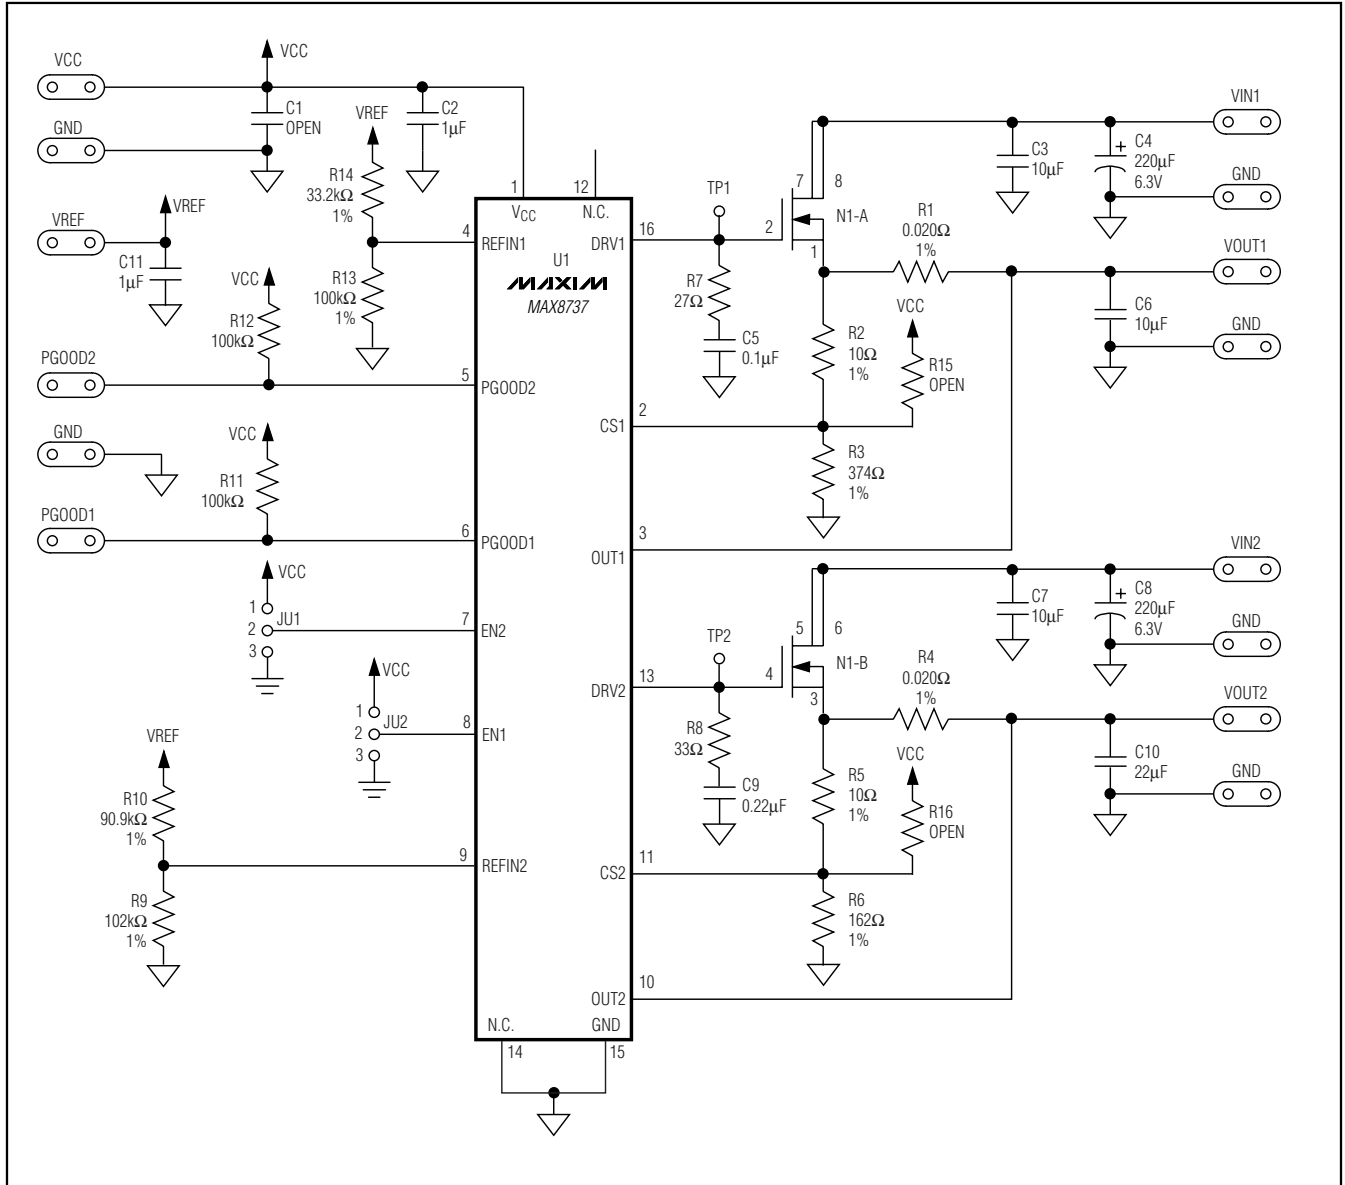 VCC
VCC
C1
OPEN
C2
1µF
GND
VREF
R14
33.2kΩ
1%
VREF
VREF
C11
1µF
R13
100kΩ
1%
VCC
R12
100kΩ
PGOOD2
GND
VCC
R11
100kΩ
PGOOD1
VCC
1
2
3
JU1
VCC
1
2
3
JU2
VREF
R10
90.9kΩ
1%
R9
102kΩ
1%
1
12
VCC
N.C.
4
REFIN1
DRV1
16
U1
MAXIM
MAX8737
5
PGOOD2
CS1
2
6
PGOOD1
OUT1
3
7
EN2
8
EN1
DRV2
13
9
REFIN2
CS2
11
OUT2
10
N.C.
GND
14
15
TP1
2
7
8
N1-A
1
R7
27Ω
C5
0.1µF
R1
0.020Ω
1%
R2
10Ω
1%
VCC
R15
OPEN
R3
374Ω
1%
C3
10µF
+
C4
220µF
6.3V
VIN1
GND
VOUT1
C6
10µF
GND
TP2
4
5
6
N1-B
3
R8
33Ω
C9
0.22µF
R4
0.020Ω
1%
R5
10Ω
1%
VCC
R16
OPEN
R6
162Ω
1%
C7
10µF
+
C8
220µF
6.3V
VIN2
GND
VOUT2
C10
22µF
GND